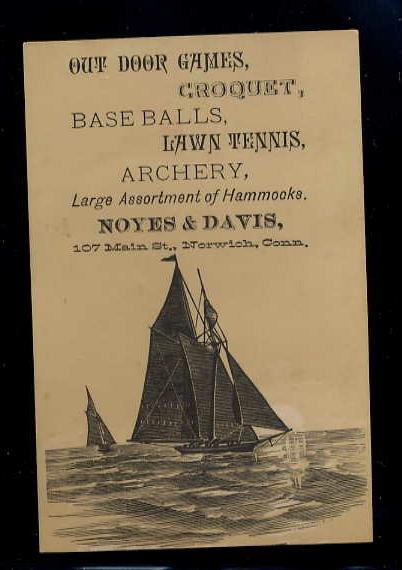 OUT DOOR GAMES,
CROQUET,
BASE BALLS,
LAWN TENNIS,
ARCHERY,
Large Assortment of Hammocks.
NOYES & DAVIS,
107 Main St., Norwich, Conn.